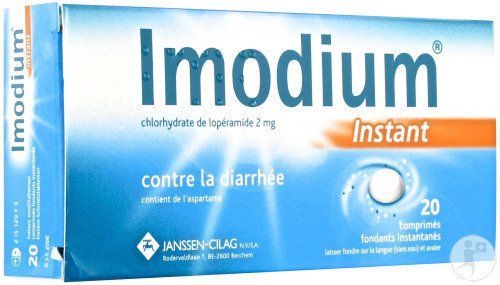 Imodium®
chlorhydrate de lopéramide 2 mg
Instant
contre la diarrhée
contient de l'aspartame
20
comprimés
fondants instantanés
laisser fondre sur la langue (sans eau) et avaler
JANSSEN-CILAG N.V./S.A.
Roderveldlaan 1, BE-2600 Berchem
Imodium®
Instant
20